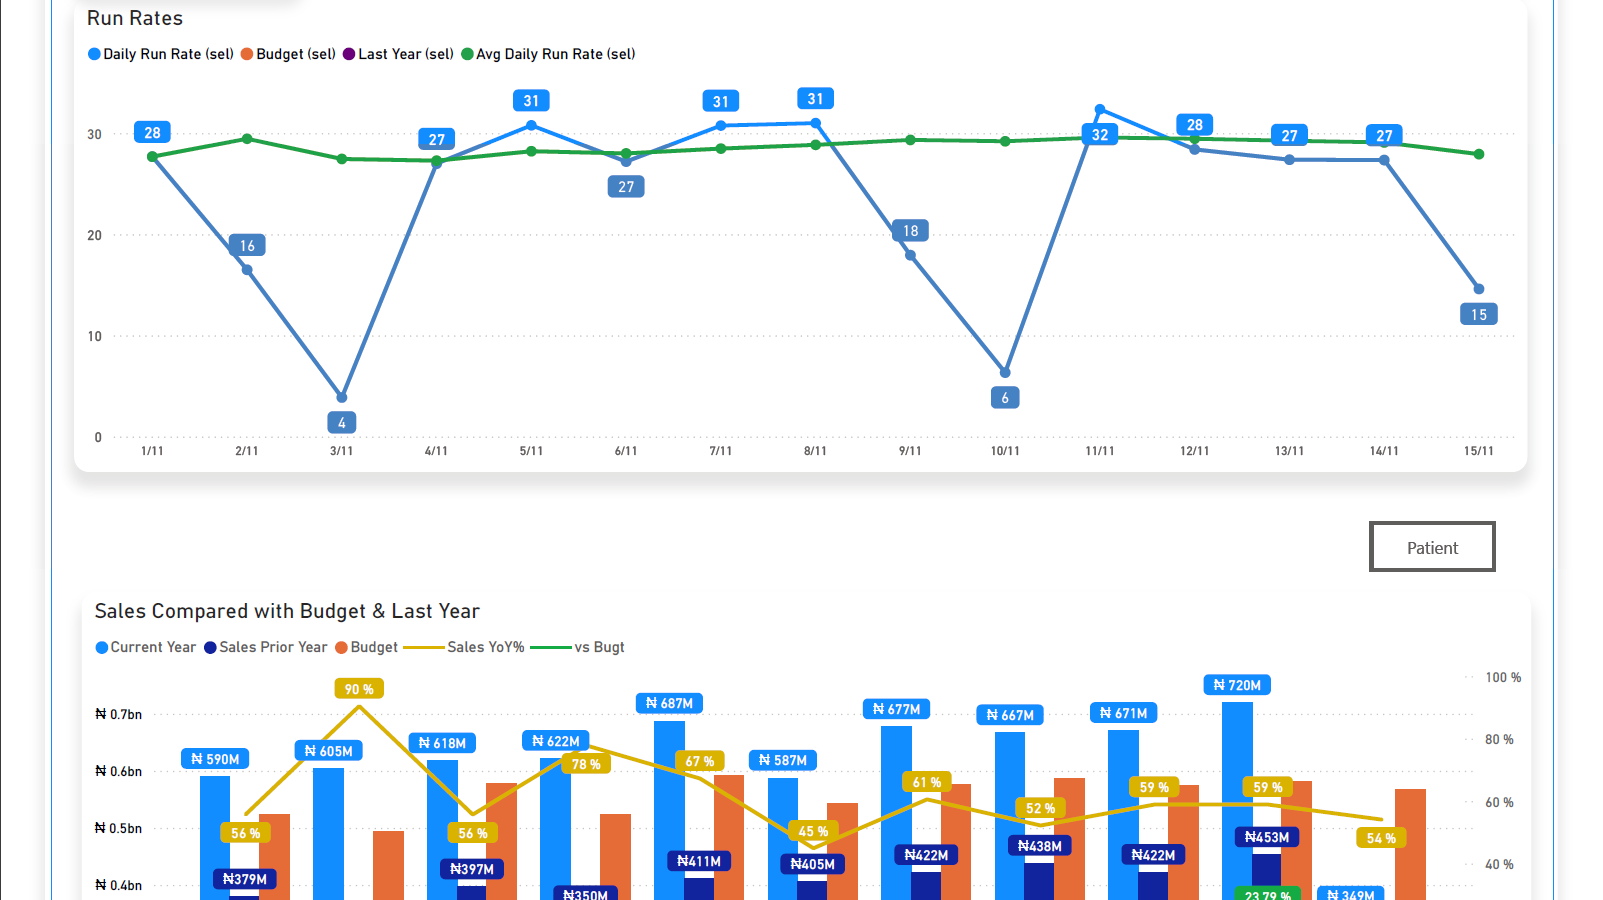 Run Rates
Daily Run Rate (sel) Budget (sel) Last Year (sel) Avg Daily Run Rate (sel)
31 31 31
28 27 32 28 27 27
30
27
16 18
20
15
10
6
4
0
1/11 2/11 3/11 4/11 5/11 6/11 7/11 8/11 9/11 10/11 11/11 12/11 13/11 14/11 15/11
Patient
Sales Compared with Budget & Last Year
Current Year Sales Prior Year Budget Sales YoY% vs Bugt
100 %
90 % ₦ 720M
₦ 687M ₦ 677M ₦ 667M ₦ 671M
₦ 0.7bn
₦ 590M ₦ 605M ₦ 618M ₦ 622M ₦ 587M
80 %
78 % 67 %
₦ 0.6bn
61 % 59 % 59 %
60 %
52 %
₦ 0.5bn
56 % 56 % 45 % 54 %
₦453M
₦411M ₦405M ₦422M ₦438M ₦422M
40 %
₦379M ₦397M
₦ 0.4bn
₦350M 23.79 % ₦ 349M